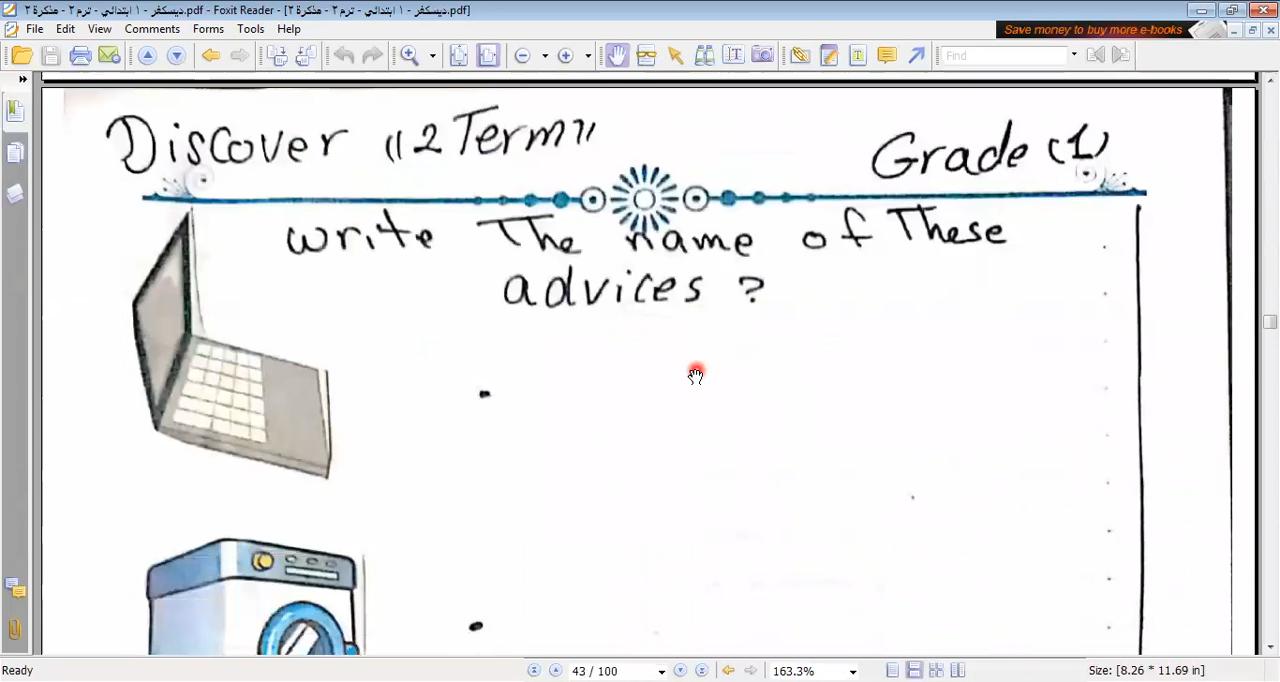 ديسكفر - ١ ابتدائي - ترم ٢ - مذكرة ٢.pdf - Foxit Reader - [ديسكفر - ١ ابتدائي - ترم ٢ - مذكرة ٢.pdf]
File Edit View Comments Forms Tools Help
Save money to buy more e-books
Find
Discover «2 Term»
Grade (1)
write The name of These
advices ?
Ready
43 / 100
163.3%
Size: [8.26 * 11.69 in]